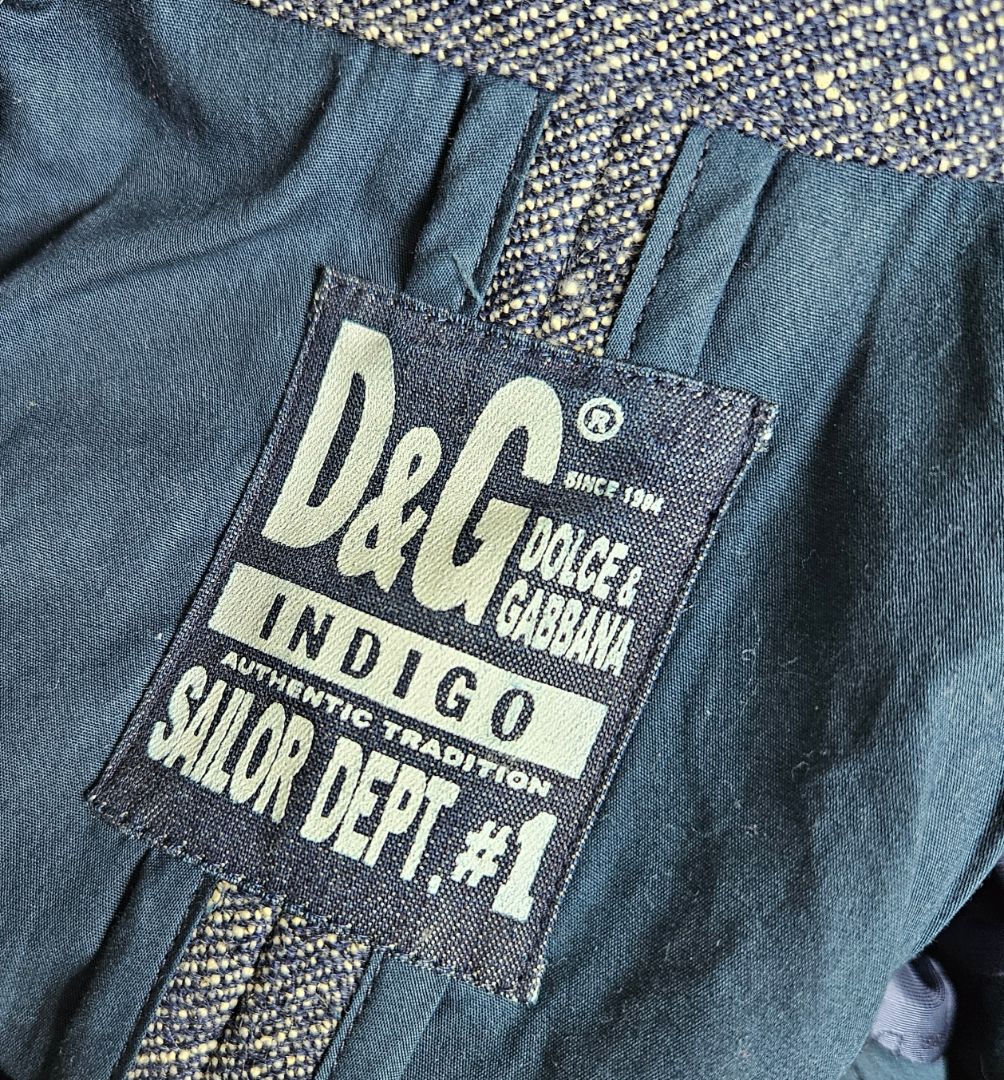 D&G®
SINCE 1984
DOLCE &
GABBANA
INDIGO
AUTHENTIC TRADITION
SAILOR DEPT. #1